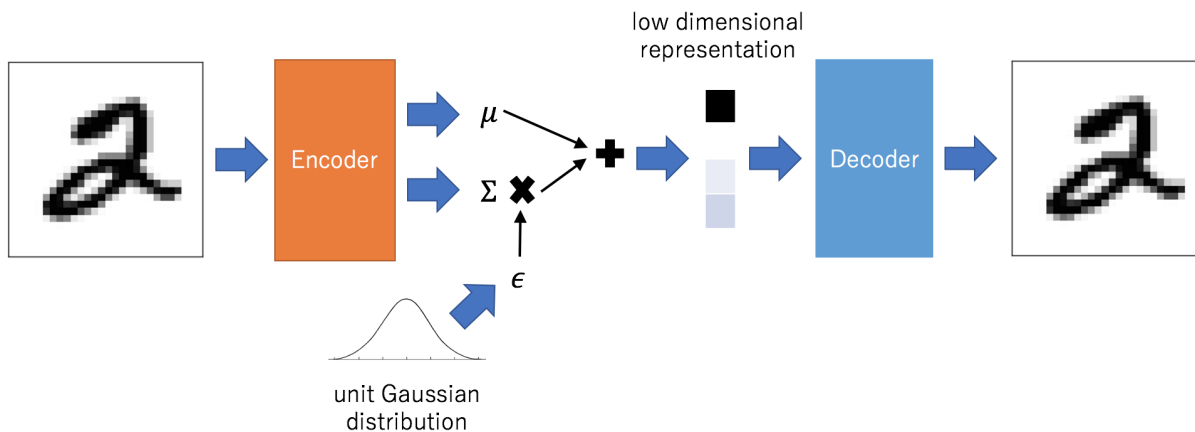 low dimensional
representation
Encoder
μ
Σ
ϵ
Decoder
unit Gaussian
distribution